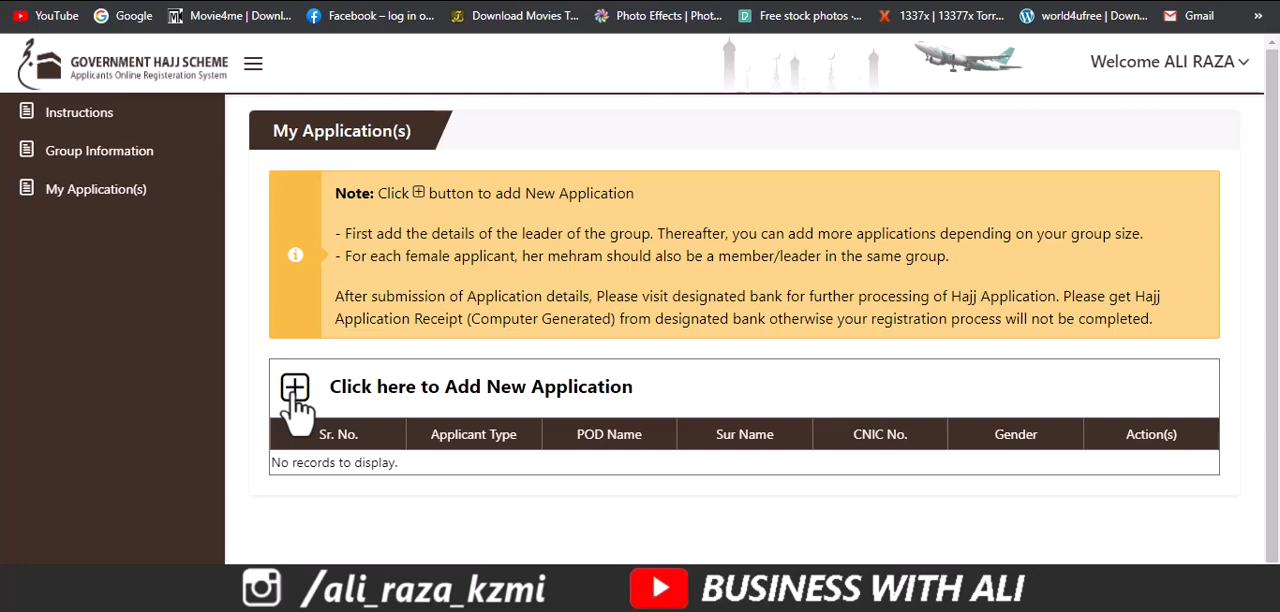 YouTube Google Movie4me | Downl... Facebook – log in o... Download Movies T... Photo Effects | Phot... Free stock photos ·... 1337x | 13377x Torr... world4ufree | Down... Gmail »
GOVERNMENT HAJJ SCHEME
Applicants Online Registeration System
Welcome ALI RAZA
Instructions
Group Information
My Application(s)
My Application(s)
Note: Click button to add New Application
- First add the details of the leader of the group. Thereafter, you can add more applications depending on your group size.
- For each female applicant, her mehram should also be a member/leader in the same group.
After submission of Application details, Please visit designated bank for further processing of Hajj Application. Please get Hajj
Application Receipt (Computer Generated) from designated bank otherwise your registration process will not be completed.
Click here to Add New Application
Sr. No. Applicant Type POD Name Sur Name CNIC No. Gender Action(s)
No records to display.
/ali_raza_kzmi BUSINESS WITH ALI